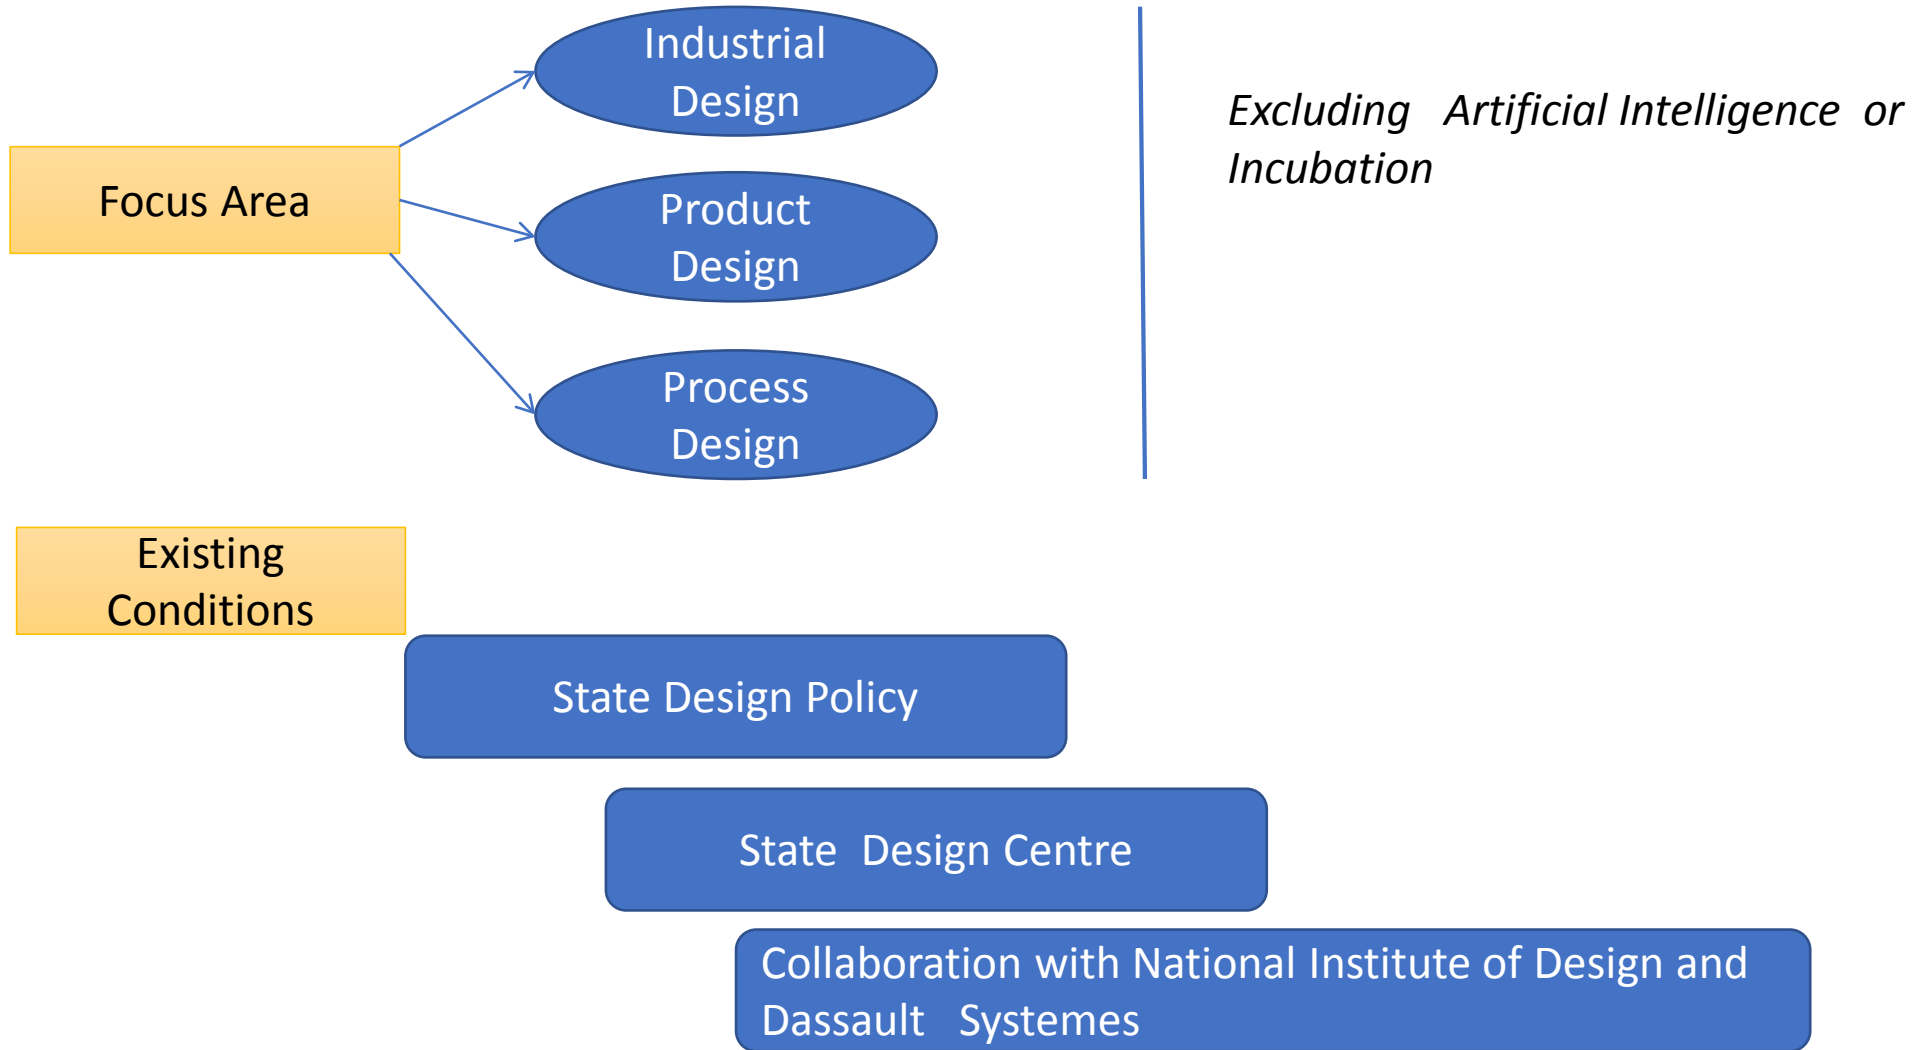 Industrial
Design
Excluding Artificial Intelligence or
Incubation
Focus Area
Product
Design
Process
Design
Existing
Conditions
State Design Policy
State Design Centre
Collaboration with National Institute of Design and
Dassault Systemes